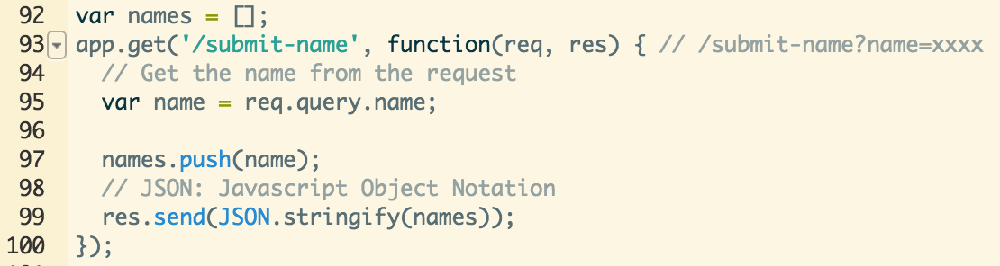 92 var names = [];
93 app.get('/submit-name', function(req, res) { // /submit-name?name=xxxx
94 // Get the name from the request
95 var name = req.query.name;
96
97 names.push(name);
98 // JSON: Javascript Object Notation
99 res.send(JSON.stringify(names));
100 });